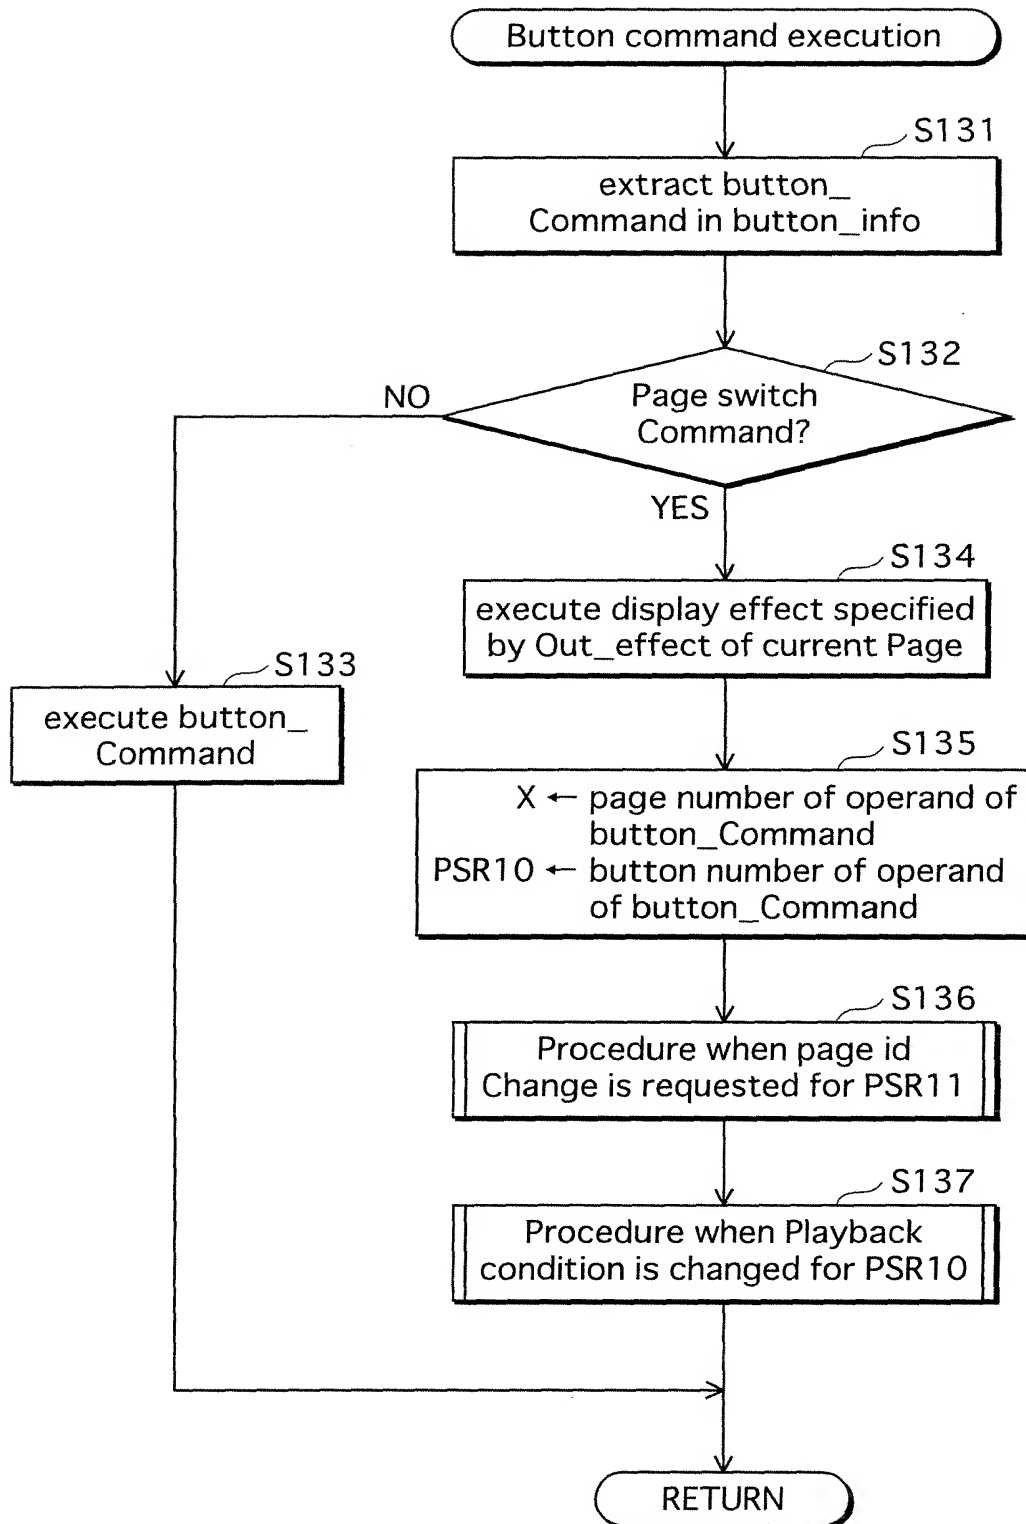 Button command execution
S131
extract button_
Command in button_info
S132
NO
Page switch
Command?
YES
S134
execute display effect specified
by Out_effect of current Page
S133
execute button_
Command
S135
X ← page number of operand of
button_Command
PSR10 ← button number of operand
of button_Command
S136
Procedure when page id
Change is requested for PSR11
S137
Procedure when Playback
condition is changed for PSR10
RETURN